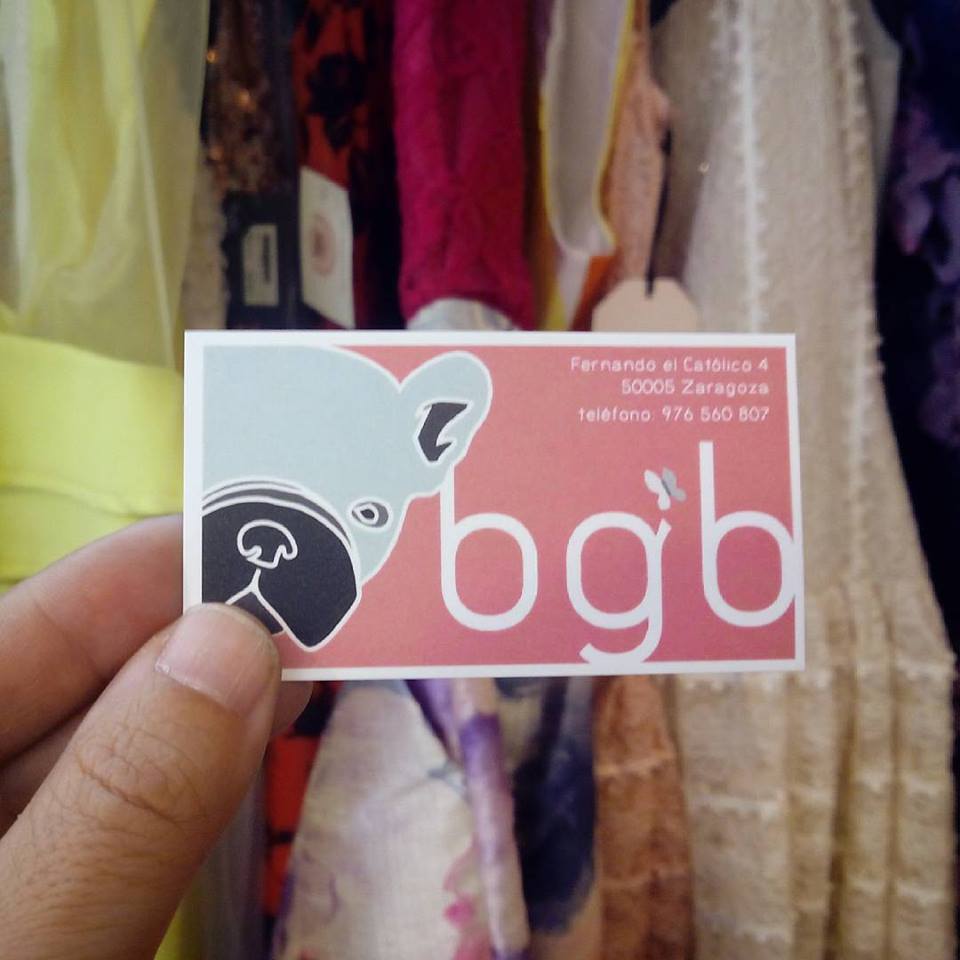 Fernando el Católico 4
50005 Zaragoza
teléfono: 976 560 807
bgb